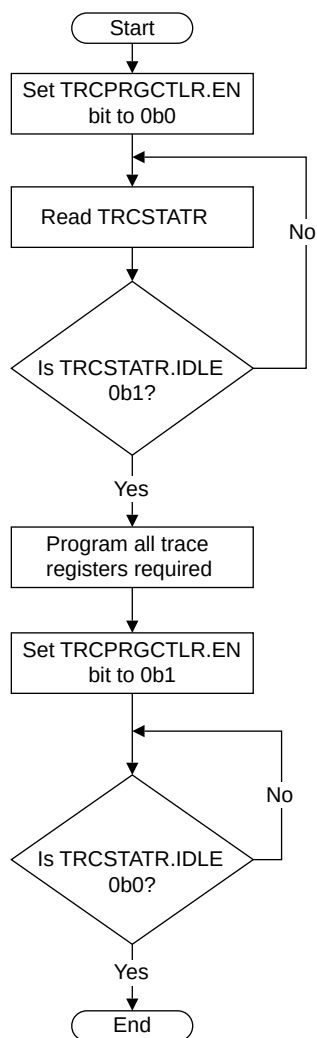 Start
Set TRCPRGCTLR.EN
bit to 0b0
Read TRCSTATR
No
Is TRCSTATR.IDLE
0b1?
Yes
Program all trace
registers required
Set TRCPRGCTLR.EN
bit to 0b1
No
Is TRCSTATR.IDLE
0b0?
Yes
End